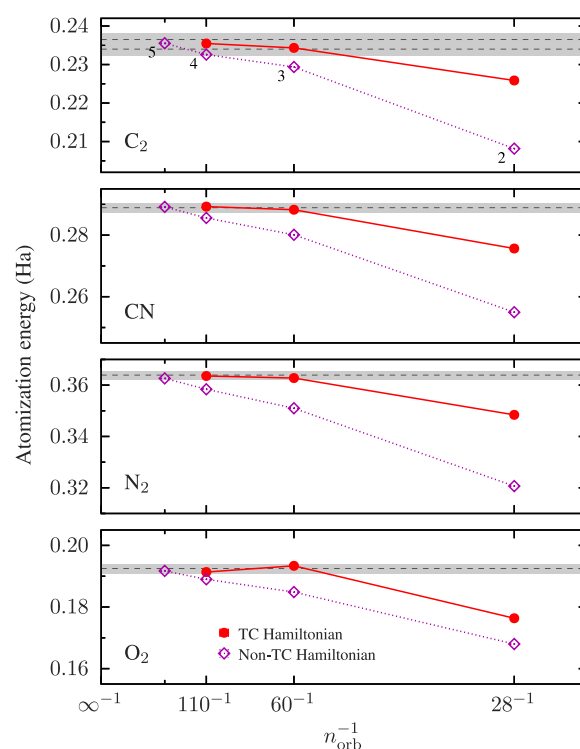 Atomization energy (Ha)
0.24
0.23
0.22
0.21
5
4
3
2
C₂
0.28
0.26
CN
0.36
0.34
0.32
N₂
0.20
0.18
0.16
TC Hamiltonian
Non-TC Hamiltonian
O₂
∞⁻¹ 110⁻¹ 60⁻¹ 28⁻¹
n_orb⁻¹